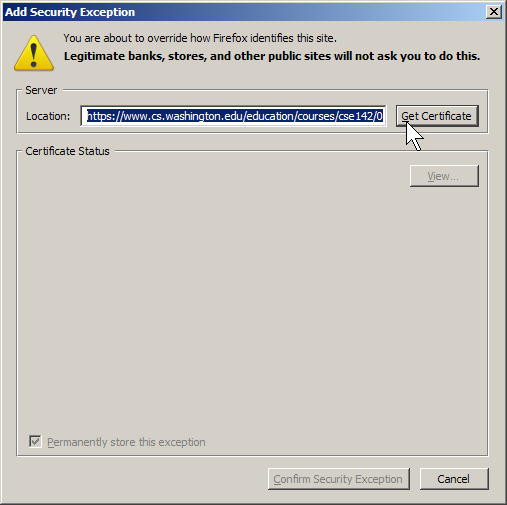 Add Security Exception
You are about to override how Firefox identifies this site.
Legitimate banks, stores, and other public sites will not ask you to do this.
Server
Location: https://www.cs.washington.edu/education/courses/cse142/0 Get Certificate
Certificate Status
View...
Permanently store this exception
Confirm Security Exception Cancel